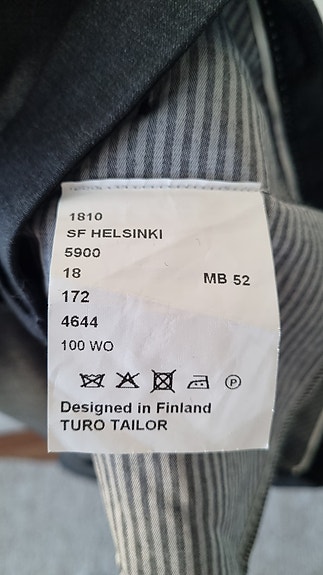 1810
SF HELSINKI
5900
18 MB 52
172
4644
100 WO
P
Designed in Finland
TURO TAILOR